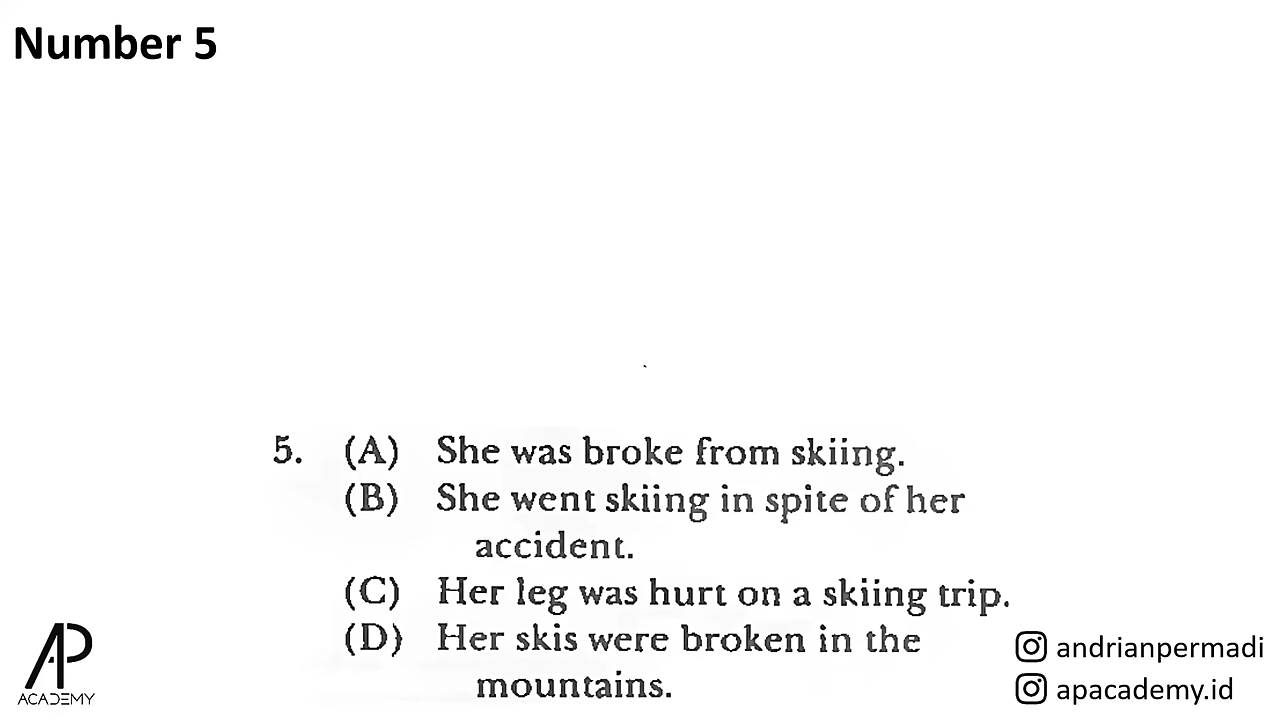 Number 5
5. (A) She was broke from skiing.
(B) She went skiing in spite of her
accident.
(C) Her leg was hurt on a skiing trip.
(D) Her skis were broken in the
mountains.
AP
ACADEMY
andrianpermadi
apacademy.id